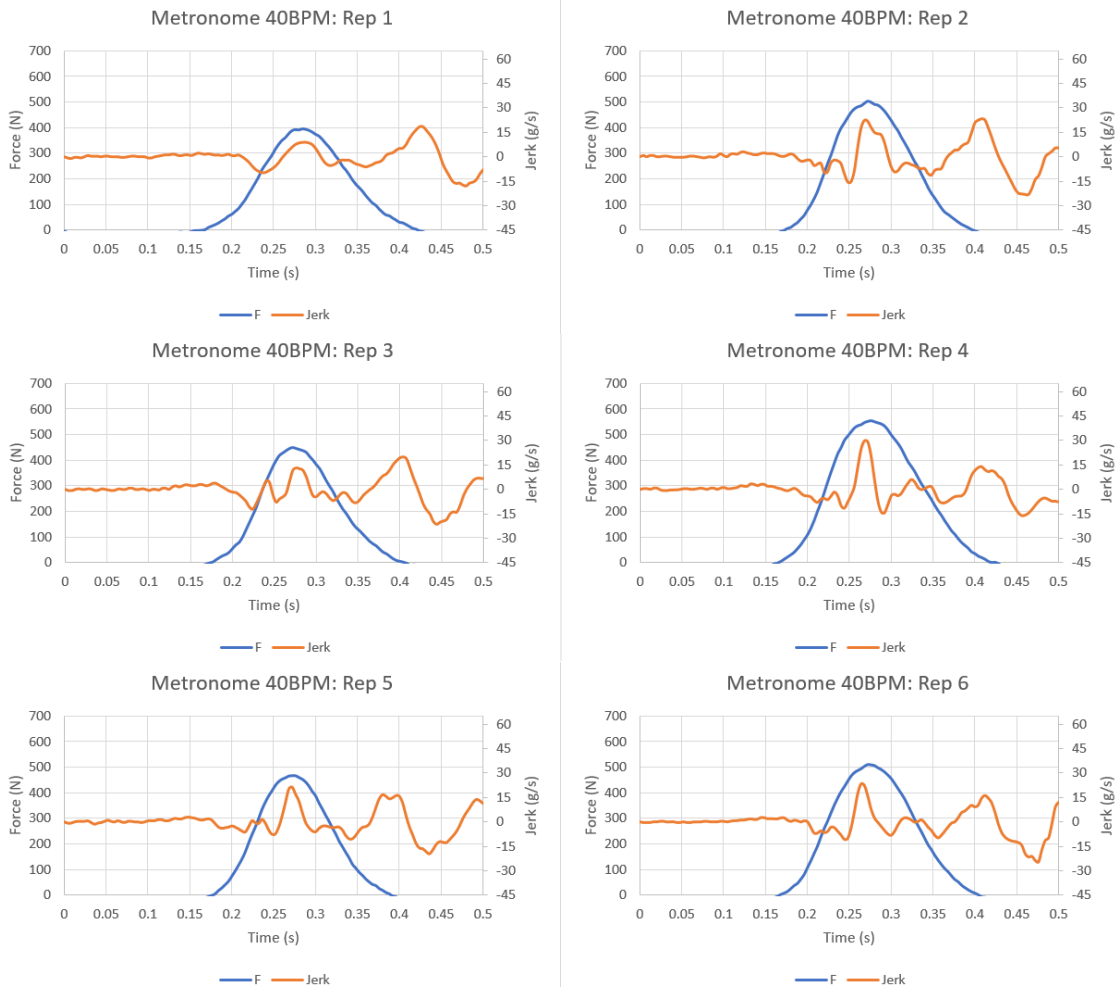 Metronome 40BPM: Rep 1
Force (N)
700
600
500
400
300
200
100
0
60
45
30
15
0
-15
-30
-45
Jerk (g/s)
0 0.05 0.1 0.15 0.2 0.25 0.3 0.35 0.4 0.45 0.5
Time (s)
F Jerk
Metronome 40BPM: Rep 2
Force (N)
700
600
500
400
300
200
100
0
60
45
30
15
0
-15
-30
-45
Jerk (g/s)
0 0.05 0.1 0.15 0.2 0.25 0.3 0.35 0.4 0.45 0.5
Time (s)
F Jerk
Metronome 40BPM: Rep 3
Force (N)
700
600
500
400
300
200
100
0
60
45
30
15
0
-15
-30
-45
Jerk (g/s)
0 0.05 0.1 0.15 0.2 0.25 0.3 0.35 0.4 0.45 0.5
Time (s)
F Jerk
Metronome 40BPM: Rep 4
Force (N)
700
600
500
400
300
200
100
0
60
45
30
15
0
-15
-30
-45
Jerk (g/s)
0 0.05 0.1 0.15 0.2 0.25 0.3 0.35 0.4 0.45 0.5
Time (s)
F Jerk
Metronome 40BPM: Rep 5
Force (N)
700
600
500
400
300
200
100
0
60
45
30
15
0
-15
-30
-45
Jerk (g/s)
0 0.05 0.1 0.15 0.2 0.25 0.3 0.35 0.4 0.45 0.5
Time (s)
F Jerk
Metronome 40BPM: Rep 6
Force (N)
700
600
500
400
300
200
100
0
60
45
30
15
0
-15
-30
-45
Jerk (g/s)
0 0.05 0.1 0.15 0.2 0.25 0.3 0.35 0.4 0.45 0.5
Time (s)
F Jerk